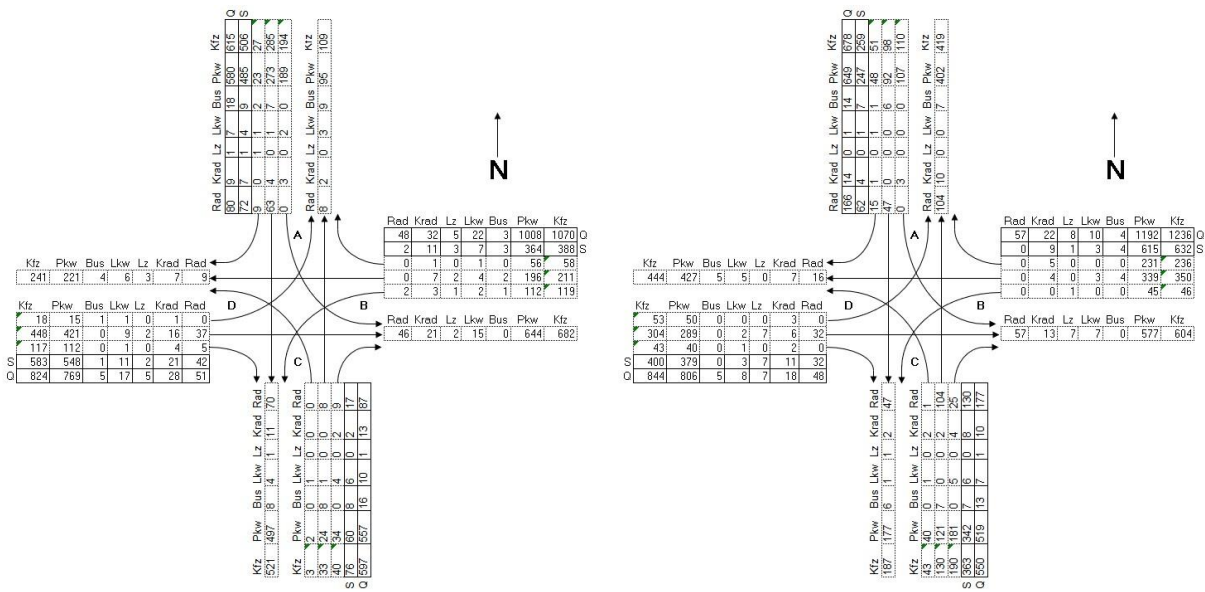 Rad Krad Lz Lkw Bus Pkw Kfz
80 9 1 7 18 580 615 Q
72 7 1 4 9 485 506 S
9 0 1 1 2 23 27
63 4 0 1 7 273 285
0 3 0 2 0 189 194
Rad Krad Lz Lkw Bus Pkw Kfz
8 2 0 3 9 95 109
N
Rad Krad Lz Lkw Bus Pkw Kfz
48 32 5 22 3 1008 1070 Q
2 11 3 7 3 364 388 S
0 1 0 1 0 56 58
0 7 2 4 2 196 211
2 3 1 2 1 112 119
A
Kfz Pkw Bus Lkw Lz Krad Rad
241 221 4 6 3 7 9
D
B
Kfz Pkw Bus Lkw Lz Krad Rad
18 15 1 1 0 1 0
448 421 0 9 2 16 37
117 112 0 1 0 4 5
S 583 548 1 11 2 21 42
Q 824 769 5 17 5 28 51
Rad Krad Lz Lkw Bus Pkw Kfz
46 21 2 15 0 644 682
C
Kfz Pkw Bus Lkw Lz Krad Rad
521 497 8 4 1 11 70
Kfz Pkw Bus Lkw Lz Krad Rad
3 2 0 1 0 0 0
33 24 8 1 0 0 8
40 34 0 4 0 2 9
S 76 60 8 6 0 2 17
Q 597 557 16 10 1 13 87
Rad Krad Lz Lkw Bus Pkw Kfz
166 14 0 1 14 649 678 Q
62 4 0 1 7 247 259 S
15 1 0 1 1 48 51
47 0 0 0 6 92 98
0 3 0 0 0 107 110
Rad Krad Lz Lkw Bus Pkw Kfz
104 10 0 0 7 402 419
N
Rad Krad Lz Lkw Bus Pkw Kfz
57 22 8 10 4 1192 1236 Q
0 9 1 3 4 615 632 S
0 5 0 0 0 231 236
0 4 0 3 4 339 350
0 0 1 0 0 45 46
A
Kfz Pkw Bus Lkw Lz Krad Rad
444 427 5 5 0 7 16
D
B
Kfz Pkw Bus Lkw Lz Krad Rad
53 50 0 0 0 3 0
304 289 0 2 7 6 32
43 40 0 1 0 2 0
S 400 379 0 3 7 11 32
Q 844 806 5 8 7 18 48
Rad Krad Lz Lkw Bus Pkw Kfz
57 13 7 7 0 577 604
C
Kfz Pkw Bus Lkw Lz Krad Rad
187 177 6 1 1 2 47
Kfz Pkw Bus Lkw Lz Krad Rad
43 40 0 1 0 2 1
130 121 7 0 0 2 104
190 181 0 5 0 4 25
S 363 342 7 6 0 8 130
Q 550 519 13 7 1 10 177